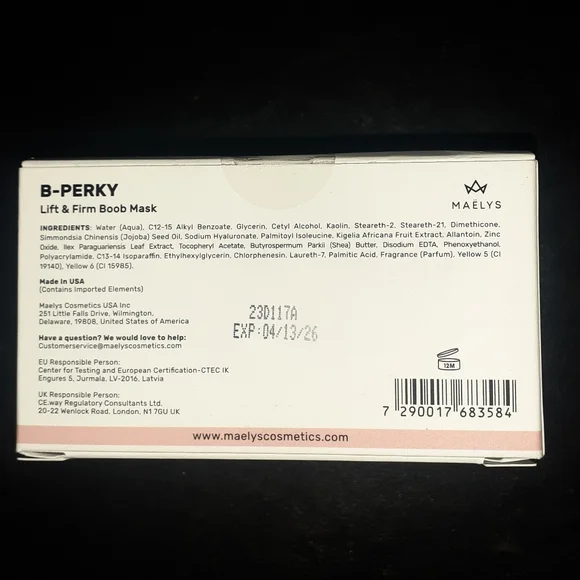 B-PERKY
Lift & Firm Boob Mask
MAËLYS
INGREDIENTS: Water (Aqua), C12-15 Alkyl Benzoate, Glycerin, Cetyl Alcohol, Kaolin, Steareth-2, Steareth-21, Dimethicone,
Simmondsia Chinensis (Jojoba) Seed Oil, Sodium Hyaluronate, Palmitoyl Isoleucine, Kigelia Africana Fruit Extract, Allantoin, Zinc
Oxide, Ilex Paraguariensis Leaf Extract, Tocopheryl Acetate, Butyrospermum Parkii (Shea) Butter, Disodium EDTA, Phenoxyethanol,
Polyacrylamide, C13-14 Isoparaffin, Ethylhexylglycerin, Chlorphenesin, Laureth-7, Palmitic Acid, Fragrance (Parfum), Yellow 5 (CI
19140), Yellow 6 (CI 15985).
Made In USA
(Contains Imported Elements)
Maelys Cosmetics USA Inc
251 Little Falls Drive, Wilmington,
Delaware, 19808, United States of America
23D117A
EXP:04/13/26
Have a question? We would love to help:
Customerservice@maelyscosmetics.com
EU Responsible Person:
Center for Testing and European Certification-CTEC IK
Engures 5, Jurmala, LV-2016, Latvia
UK Responsible Person:
CE.way Regulatory Consultants Ltd.
20-22 Wenlock Road, London, N1 7GU UK
12M
7 290017 683584
www.maelyscosmetics.com